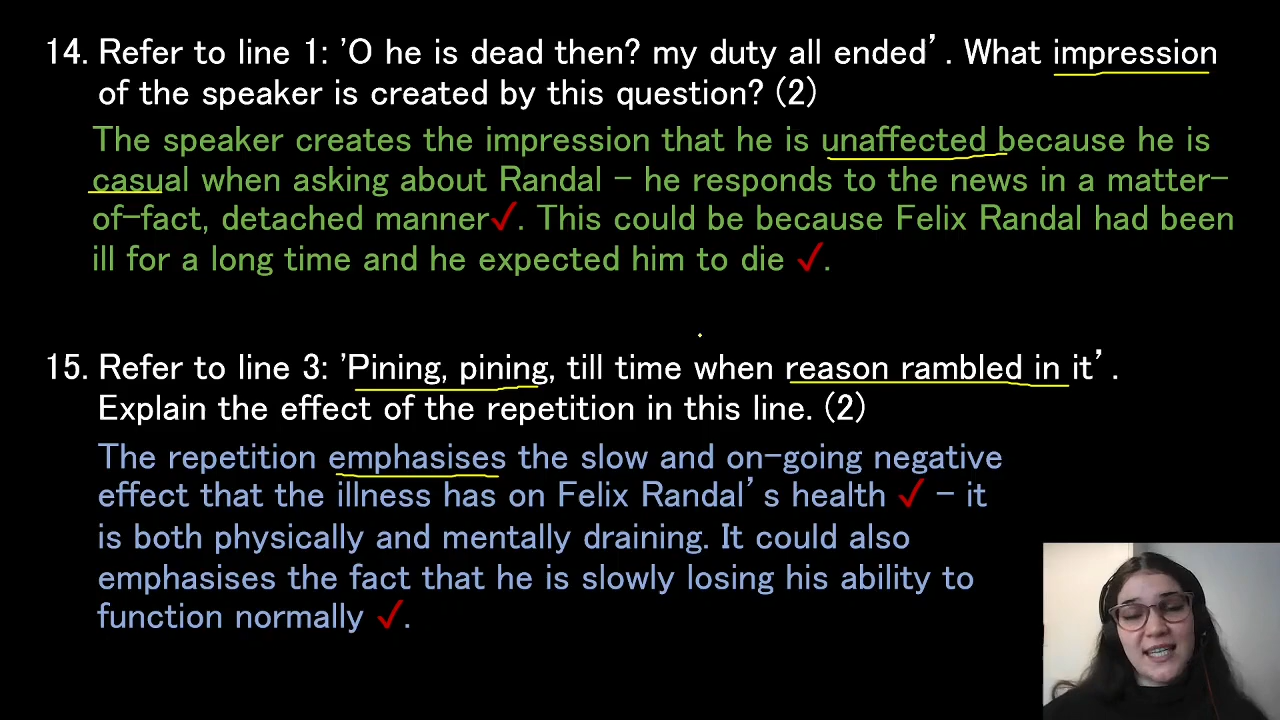 14. Refer to line 1: 'O he is dead then? my duty all ended’. What impression
of the speaker is created by this question? (2)
The speaker creates the impression that he is unaffected because he is
casual when asking about Randal – he responds to the news in a matter–
of–fact, detached manner✓. This could be because Felix Randal had been
ill for a long time and he expected him to die ✓.
15. Refer to line 3: 'Pining, pining, till time when reason rambled in it’.
Explain the effect of the repetition in this line. (2)
The repetition emphasises the slow and on–going negative
effect that the illness has on Felix Randal’s health ✓ – it
is both physically and mentally draining. It could also
emphasises the fact that he is slowly losing his ability to
function normally ✓.